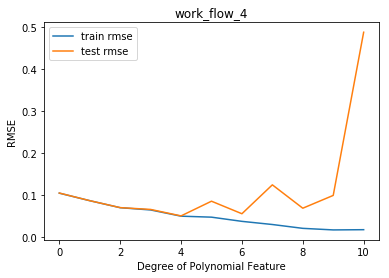 work_flow_4
train rmse
test rmse
0.5
0.4
0.3
0.2
0.1
0.0
RMSE
0 2 4 6 8 10
Degree of Polynomial Feature